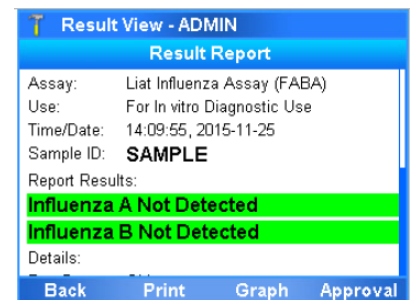 Result View - ADMIN
Result Report
Assay: Liat Influenza Assay (FABA)
Use: For In vitro Diagnostic Use
Time/Date: 14:09:55, 2015-11-25
Sample ID: SAMPLE
Report Results:
Influenza A Not Detected
Influenza B Not Detected
Details:
Back Print Graph Approval